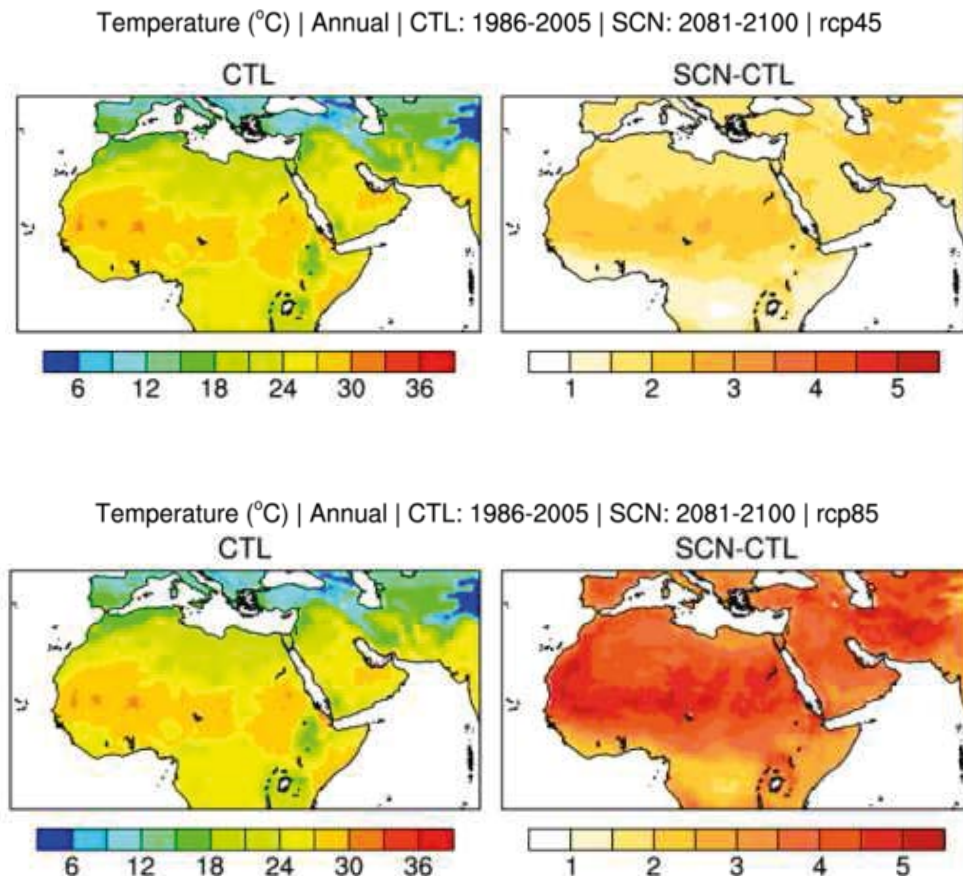 Temperature (°C) | Annual | CTL: 1986-2005 | SCN: 2081-2100 | rcp45
CTL
SCN-CTL
6 12 18 24 30 36
1 2 3 4 5
Temperature (°C) | Annual | CTL: 1986-2005 | SCN: 2081-2100 | rcp85
CTL
SCN-CTL
6 12 18 24 30 36
1 2 3 4 5